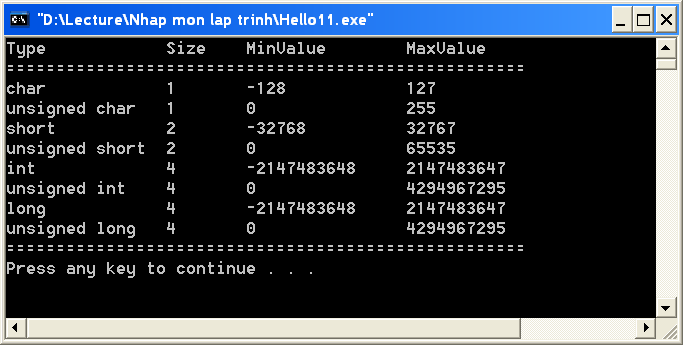 "D:\Lecture\Nhap mon lap trinh\Hello11.exe"
Type Size MinValue MaxValue
====================================================
char 1 -128 127
unsigned char 1 0 255
short 2 -32768 32767
unsigned short 2 0 65535
int 4 -2147483648 2147483647
unsigned int 4 0 4294967295
long 4 -2147483648 2147483647
unsigned long 4 0 4294967295
====================================================
Press any key to continue . . .